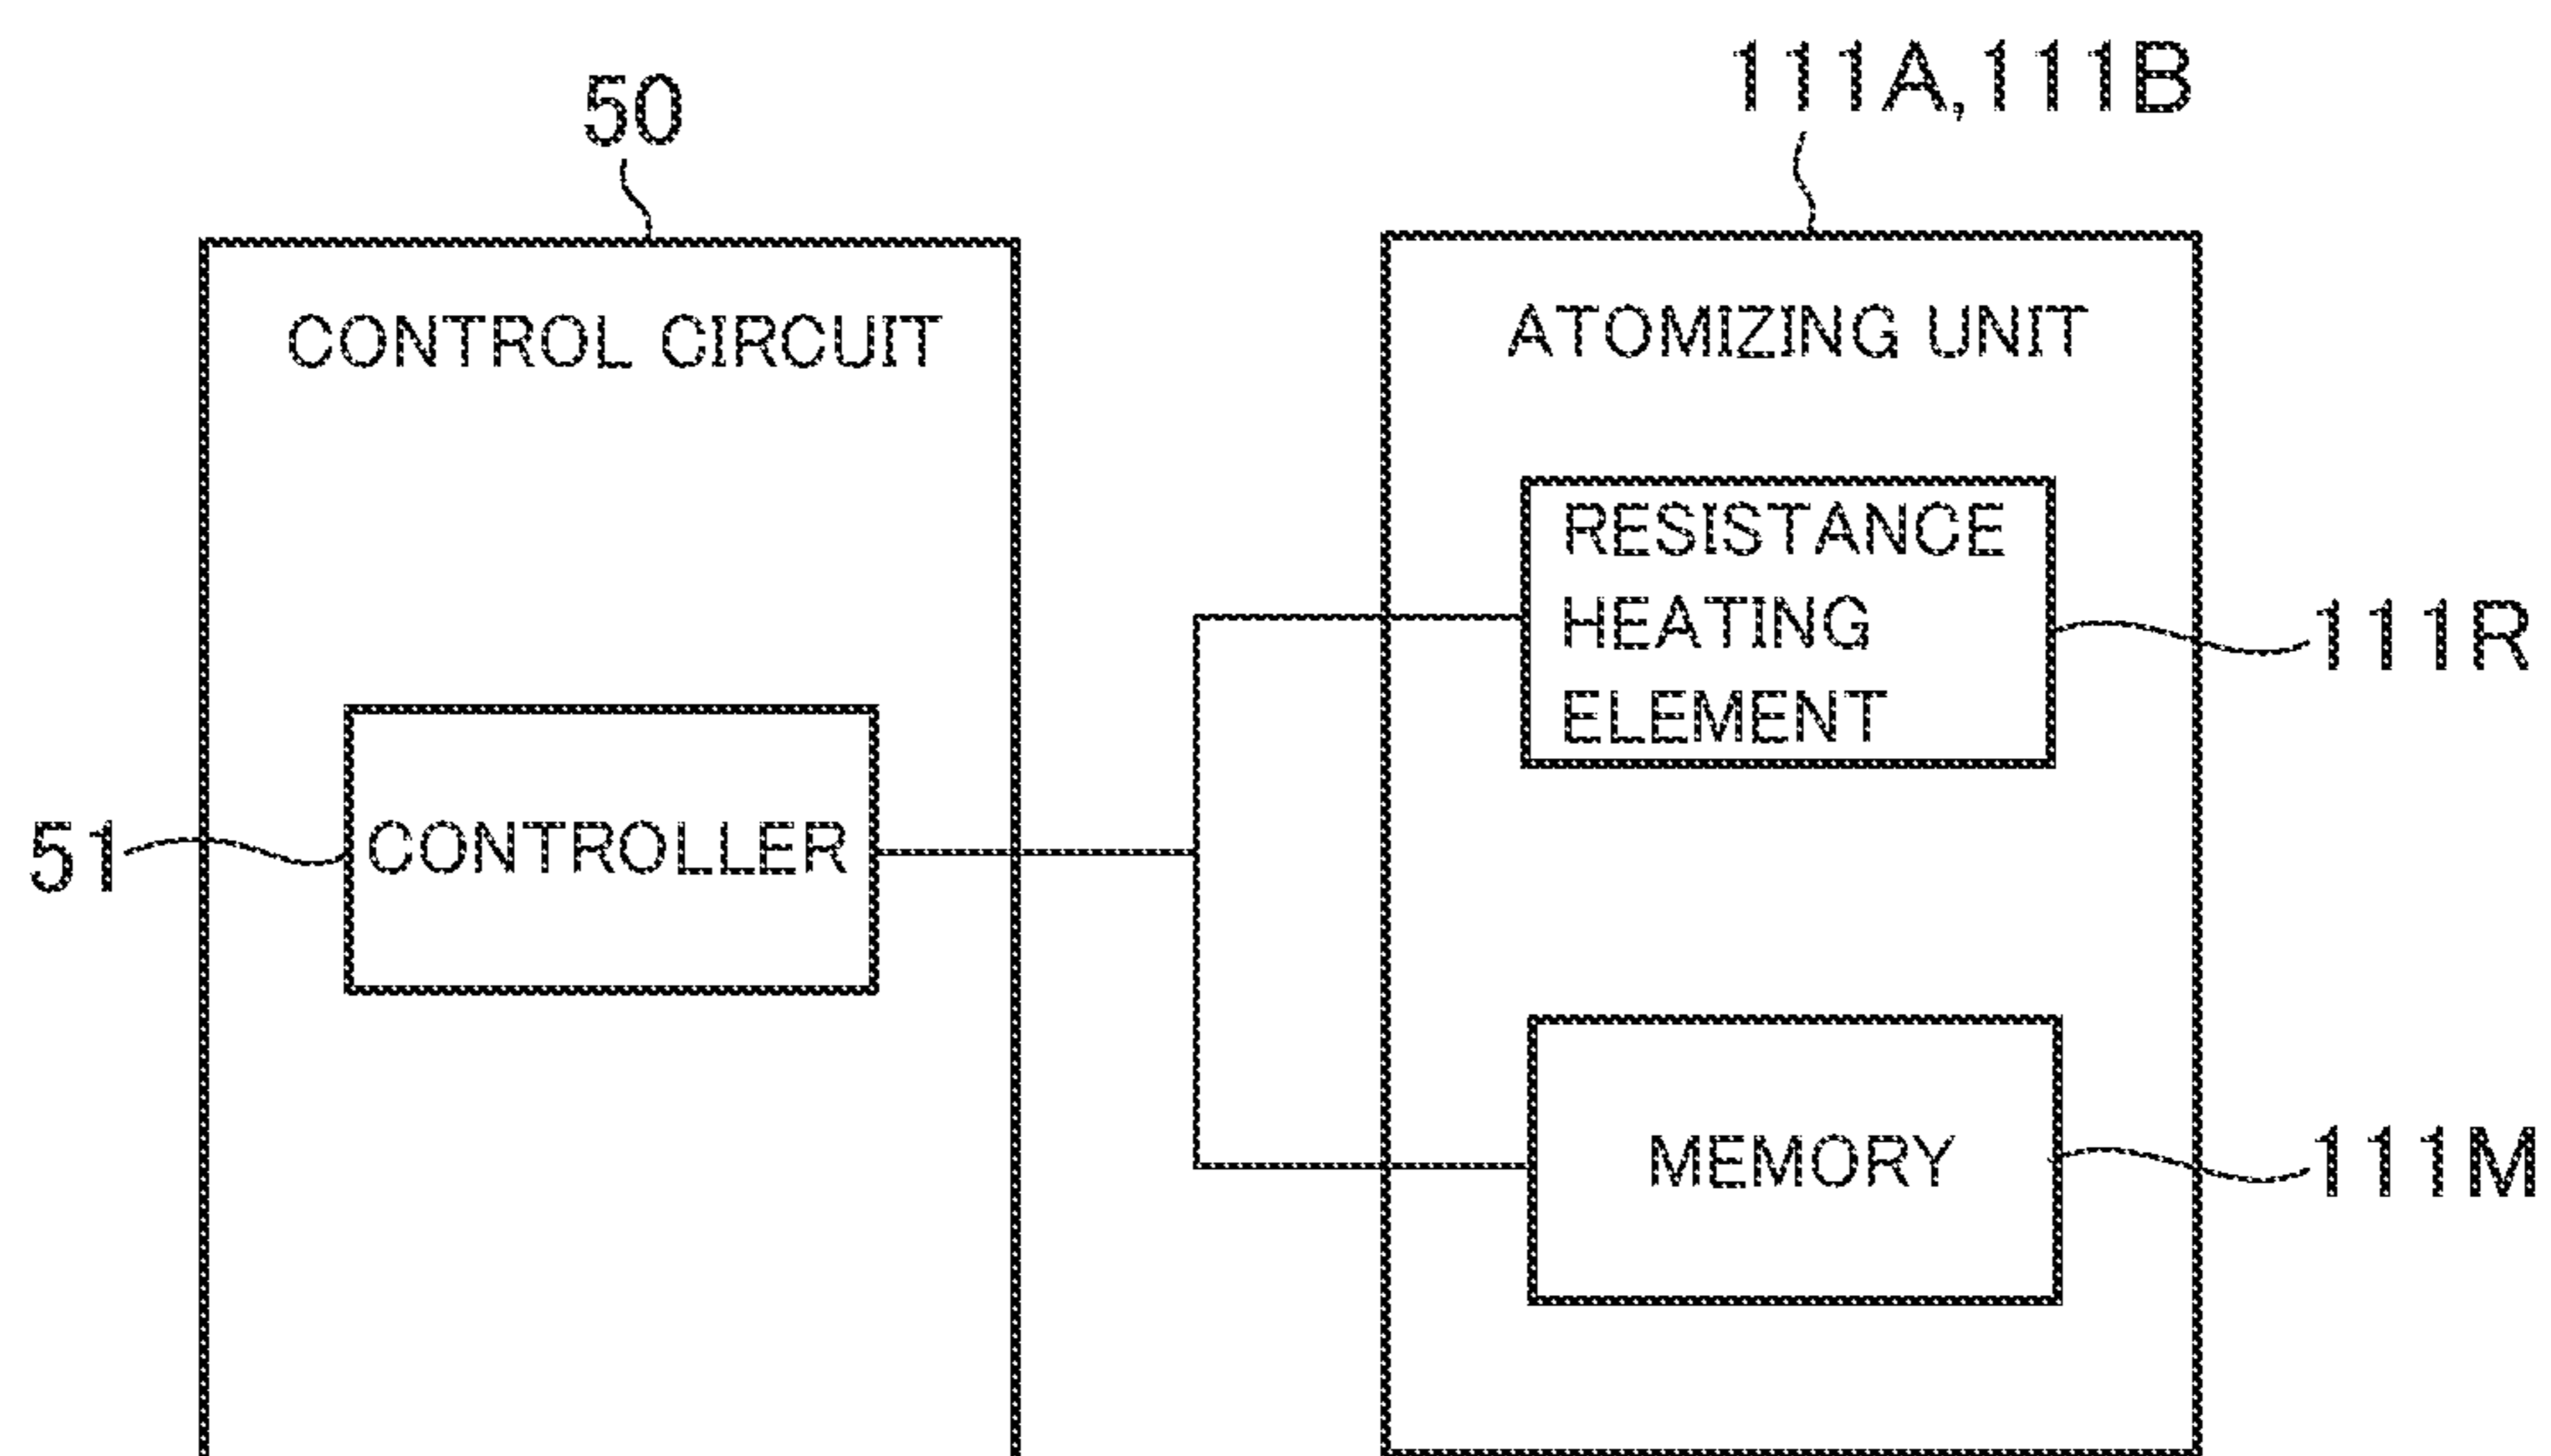 50
111A,111B
CONTROL CIRCUIT
ATOMIZING UNIT
RESISTANCE
HEATING
ELEMENT
111R
51
CONTROLLER
MEMORY
111M